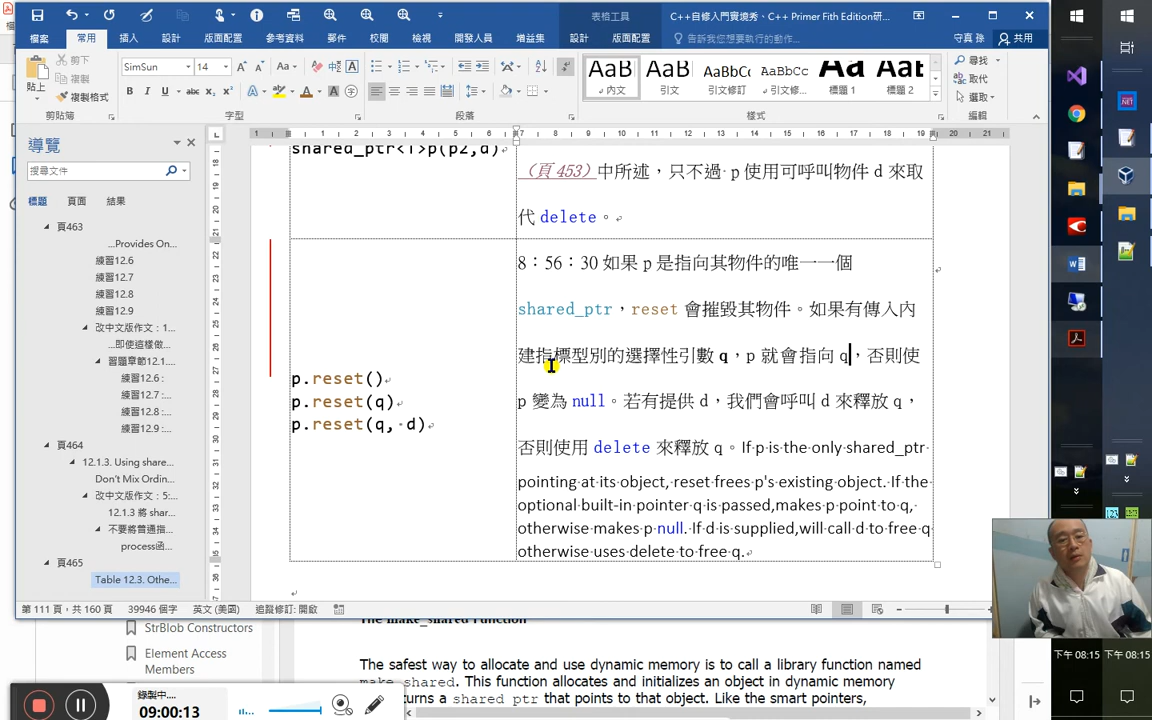 表格工具
C++自修入門實境秀、C++ Primer Fith Edition研...
檔案 常用 插入 設計 版面配置 參考資料 郵件 校閱 檢視 開發人員 增益集 設計 版面配置 告訴我您想要執行的動作... 守真 孫 共用
貼上
剪下
複製
複製格式
SimSun 14
AaB AaB AaBbCc AaBbCc Aa Aat
內文 引文 引文修訂 引文修... 標題 1 標題 2
尋找
取代
選取
剪貼簿 字型 段落 樣式 編輯
導覽
搜尋文件
標題 頁面 結果
頁463
...Provides On...
練習12.6
練習12.7
練習12.8
練習12.9
改中文版作文：1...
...即使這樣做...
習題章節12.1...
練習12.6：
練習12.7：
練習12.8：
練習12.9：
頁464
12.1.3. Using share...
Don't Mix Ordin...
改中文版作文：5:...
12.1.3 將 shar...
不要將普通指...
process函...
頁465
Table 12.3. Othe...
shared_ptr<T>p(p2,d)
（頁 453）中所述，只不過 p 使用可呼叫物件 d 來取
代 delete。
p.reset()
p.reset(q)
p.reset(q, d)
8：56：30 如果 p 是指向其物件的唯一一個
shared_ptr，reset 會摧毀其物件。如果有傳入內
建指標型別的選擇性引數 q，p 就會指向 q，否則使
p 變為 null。若有提供 d，我們會呼叫 d 來釋放 q，
否則使用 delete 來釋放 q。If p is the only shared_ptr
pointing at its object, reset frees p's existing object. If the
optional built-in pointer q is passed,makes p point to q,
otherwise makes p null. If d is supplied,will call d to free q
otherwise uses delete to free q.
第 111 頁，共 160 頁 39946 個字 英文 (美國) 追蹤修訂: 開啟
StrBlob Constructors
Element Access
Members
The make_shared Function
The safest way to allocate and use dynamic memory is to call a library function named
make_shared. This function allocates and initializes an object in dynamic memory
turns a shared_ptr that points to that object. Like the smart pointers,
錄製中...
09:00:13
下午 08:15 下午 08:15